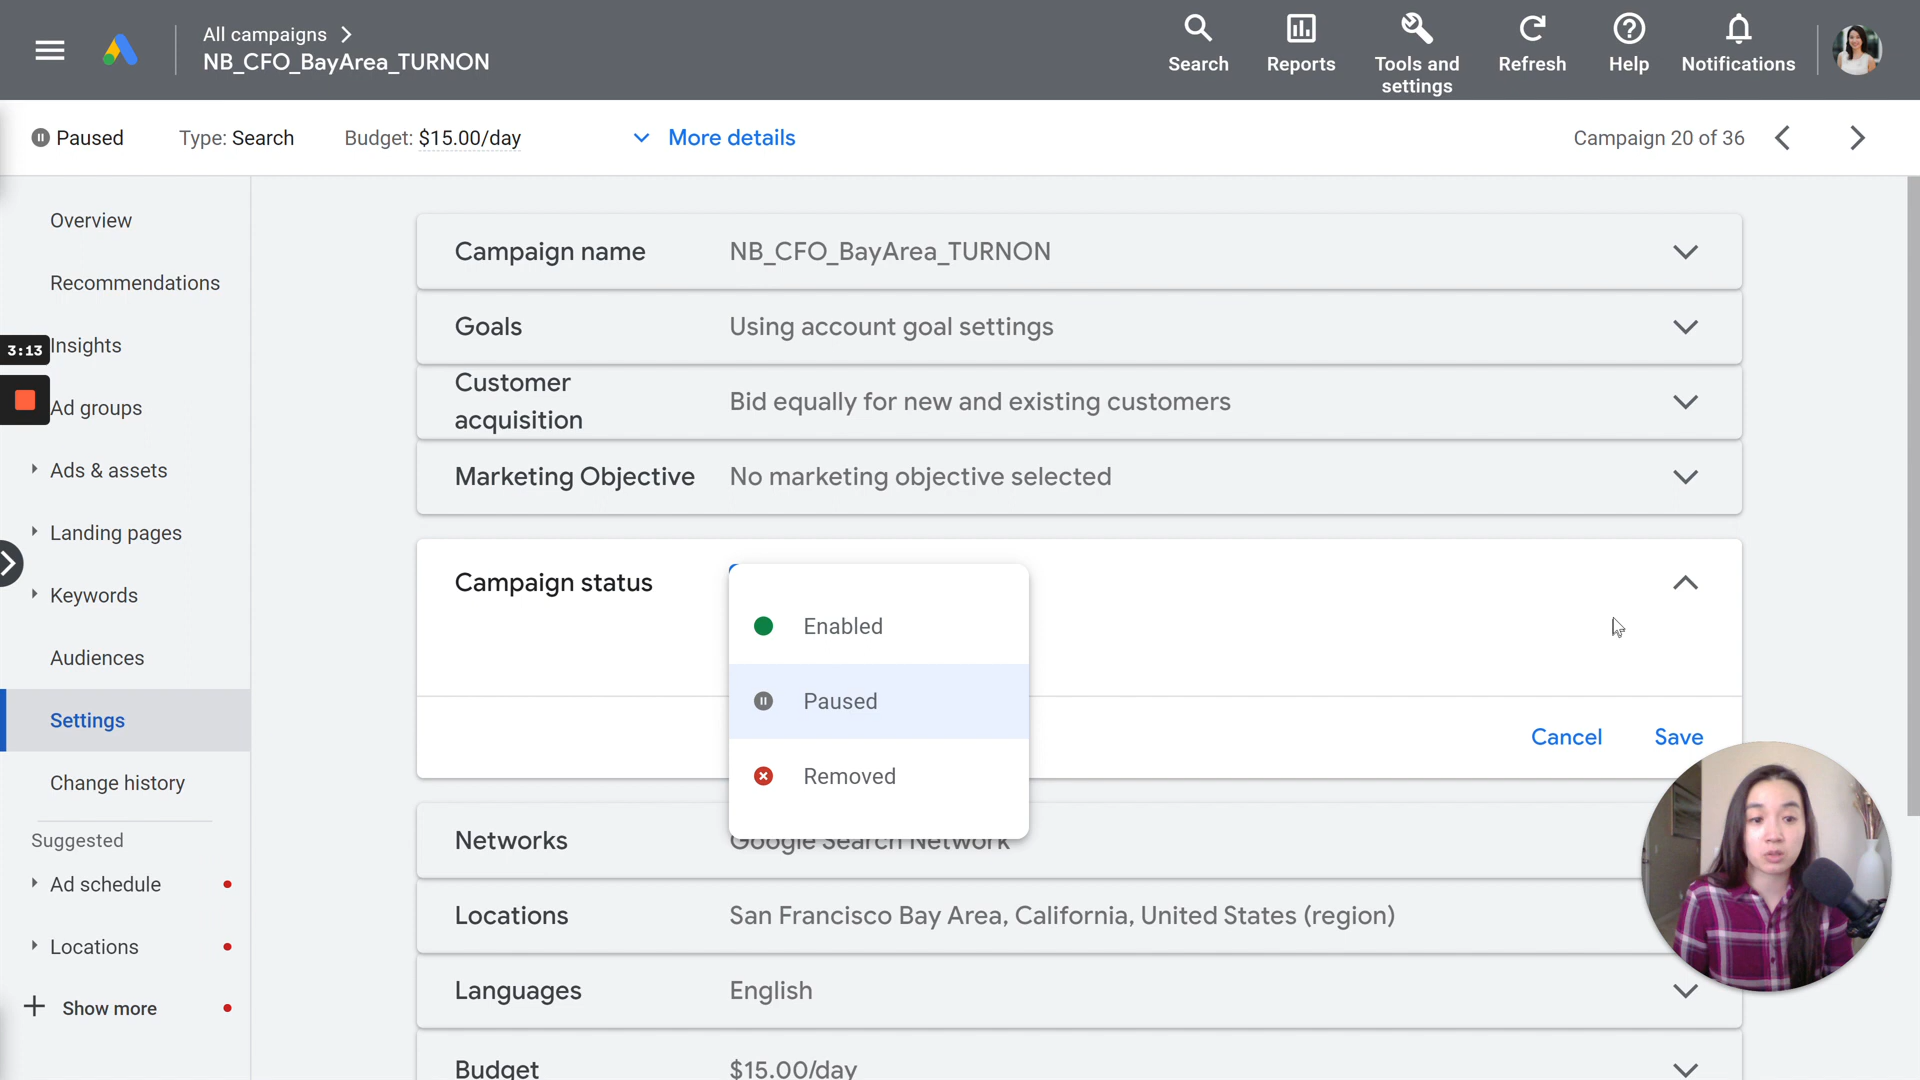 All campaigns
NB_CFO_BayArea_TURNON
Search
Reports
Tools and
settings
Refresh
Help
Notifications
Paused
Type: Search
Budget: $15.00/day
More details
Campaign 20 of 36
Overview
Recommendations
Insights
Ad groups
Ads & assets
Landing pages
Keywords
Audiences
Settings
Change history
Suggested
Ad schedule
Locations
Show more
3:13
Campaign name
NB_CFO_BayArea_TURNON
Goals
Using account goal settings
Customer
acquisition
Bid equally for new and existing customers
Marketing Objective
No marketing objective selected
Campaign status
Enabled
Paused
Removed
Cancel
Save
Networks
Google Search Network
Locations
San Francisco Bay Area, California, United States (region)
Languages
English
Budget
$15.00/day